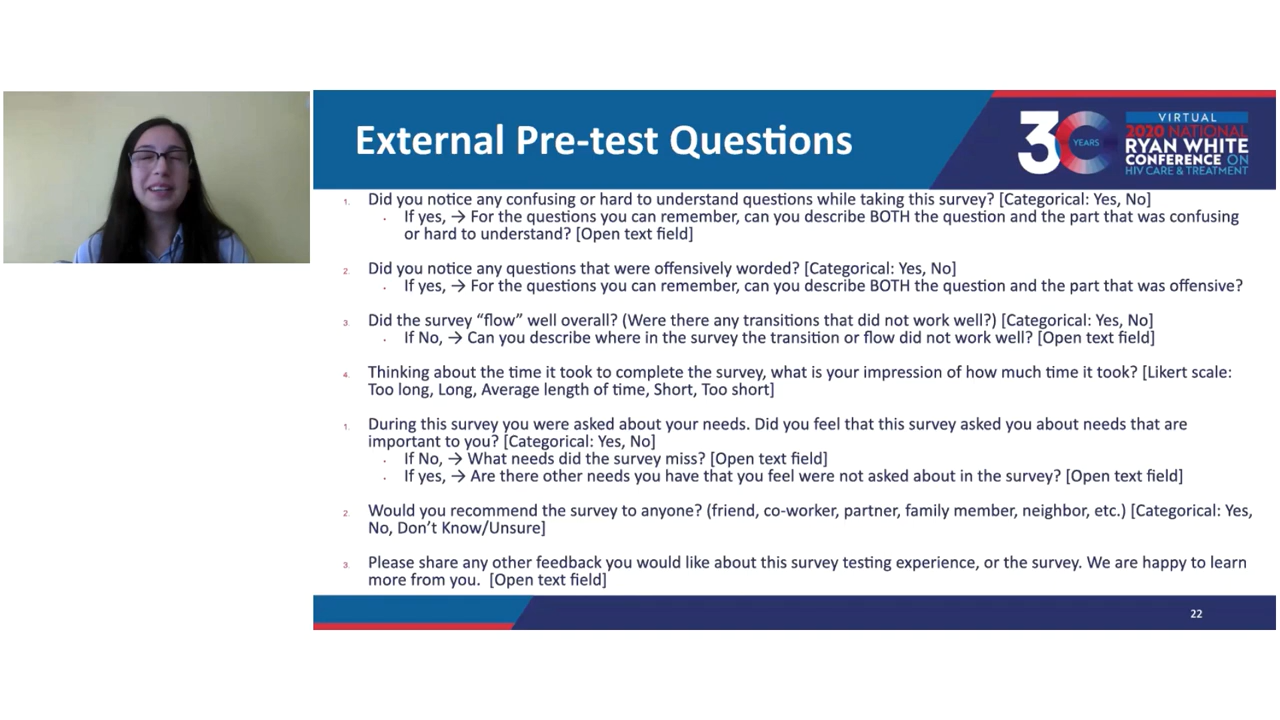 External Pre-test Questions
30 YEARS
VIRTUAL
2020 NATIONAL
RYAN WHITE
CONFERENCE ON
HIV CARE & TREATMENT
1. Did you notice any confusing or hard to understand questions while taking this survey? [Categorical: Yes, No]
· If yes, → For the questions you can remember, can you describe BOTH the question and the part that was confusing
or hard to understand? [Open text field]
2. Did you notice any questions that were offensively worded? [Categorical: Yes, No]
· If yes, → For the questions you can remember, can you describe BOTH the question and the part that was offensive?
3. Did the survey “flow” well overall? (Were there any transitions that did not work well?) [Categorical: Yes, No]
· If No, → Can you describe where in the survey the transition or flow did not work well? [Open text field]
4. Thinking about the time it took to complete the survey, what is your impression of how much time it took? [Likert scale:
Too long, Long, Average length of time, Short, Too short]
1. During this survey you were asked about your needs. Did you feel that this survey asked you about needs that are
important to you? [Categorical: Yes, No]
· If No, → What needs did the survey miss? [Open text field]
· If yes, → Are there other needs you have that you feel were not asked about in the survey? [Open text field]
2. Would you recommend the survey to anyone? (friend, co-worker, partner, family member, neighbor, etc.) [Categorical: Yes,
No, Don’t Know/Unsure]
3. Please share any other feedback you would like about this survey testing experience, or the survey. We are happy to learn
more from you. [Open text field]
22